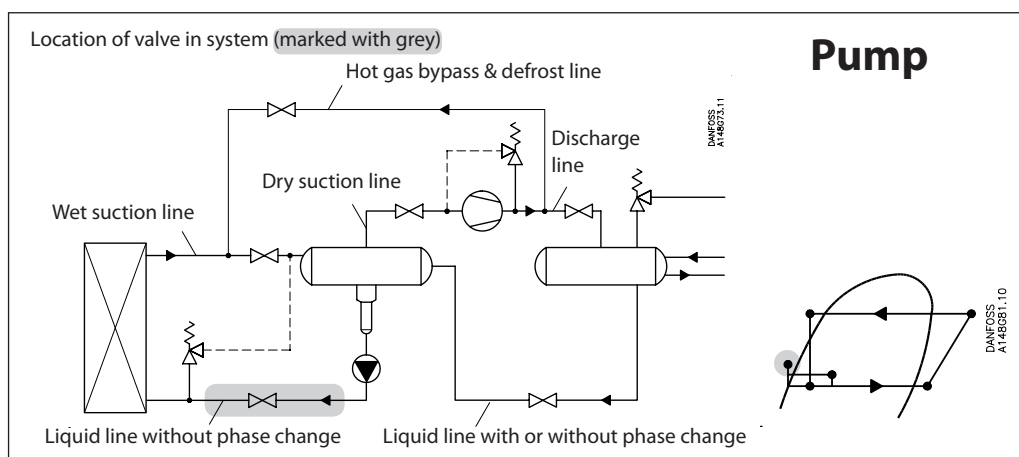 Location of valve in system (marked with grey)
Pump
Hot gas bypass & defrost line
DANFOSS
A148G73.11
Discharge
line
Dry suction line
Wet suction line
DANFOSS
A148G81.10
Liquid line without phase change
Liquid line with or without phase change